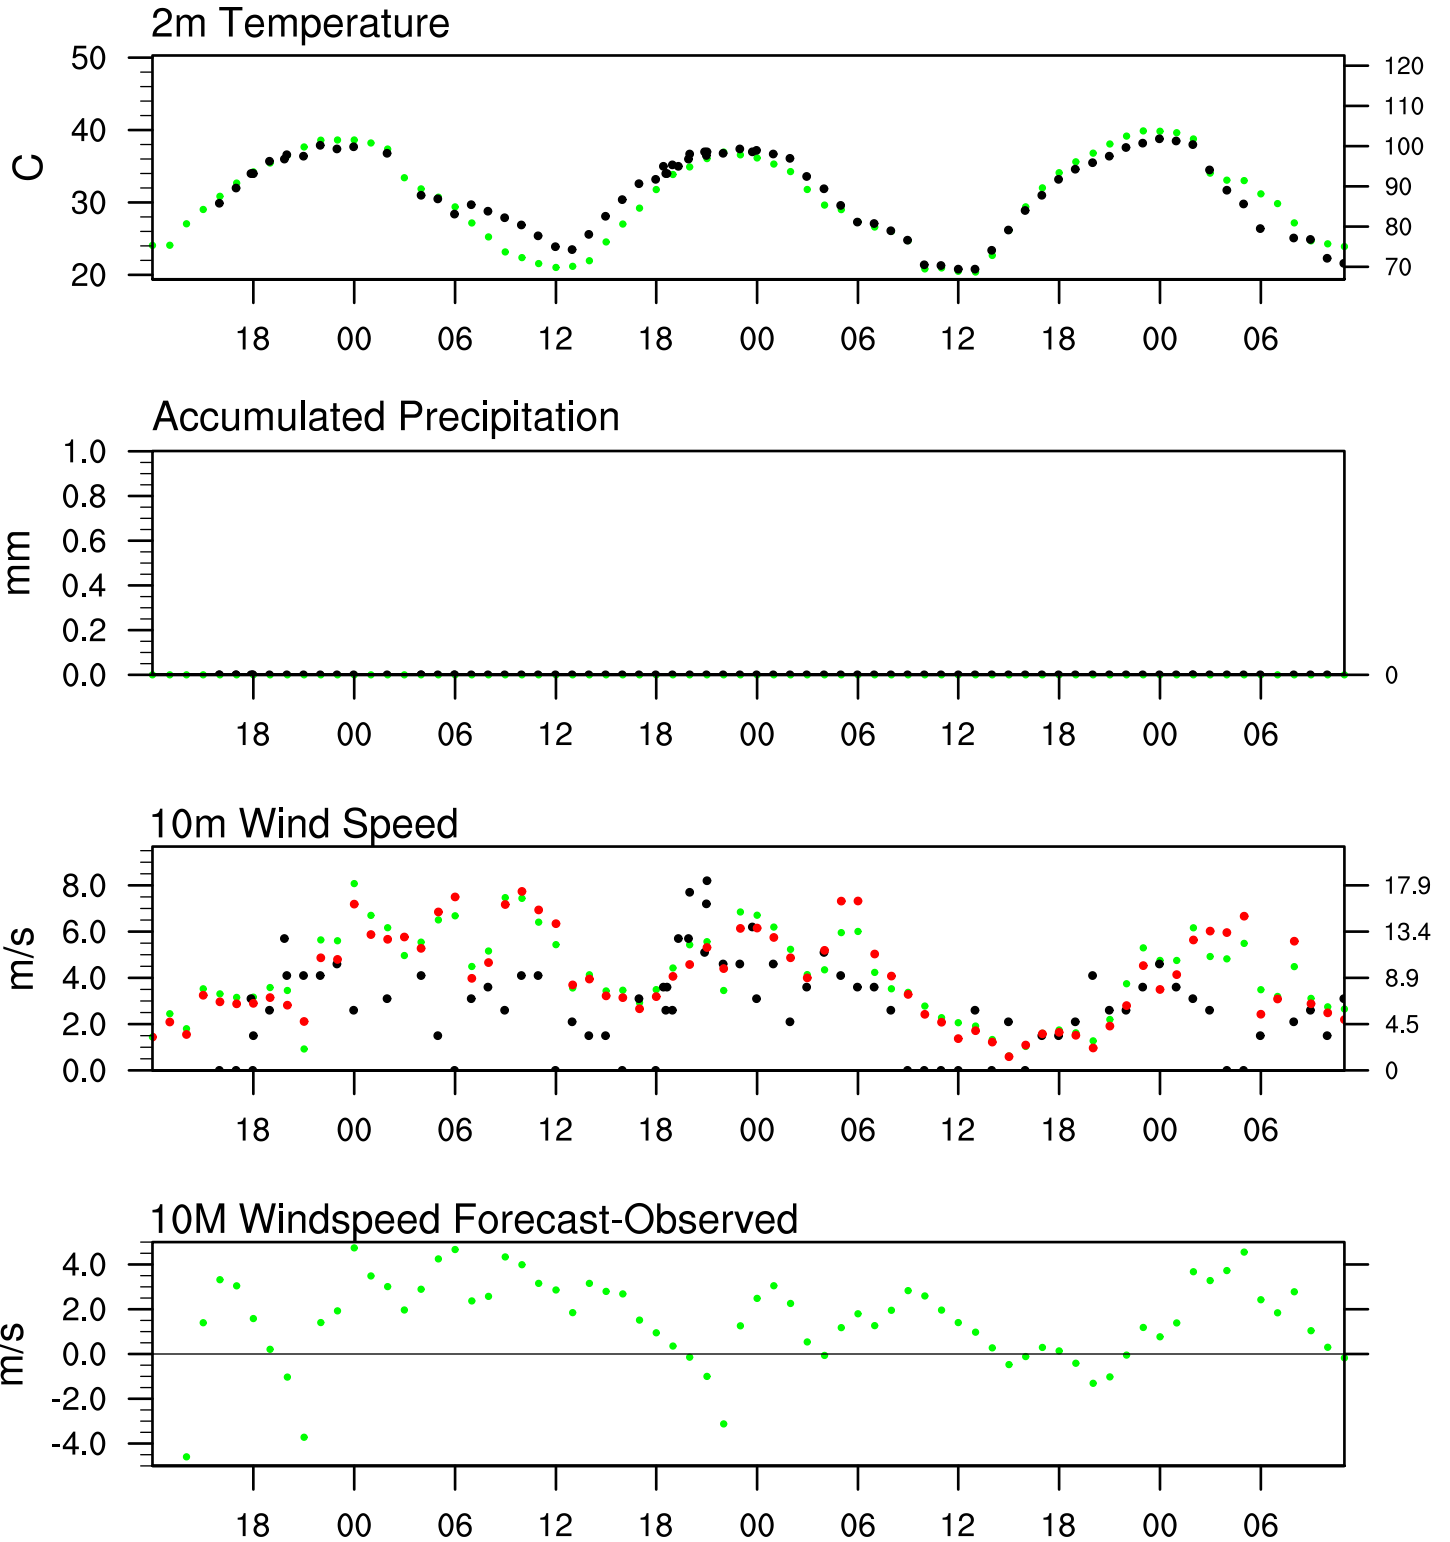 2m Temperature
50
40
30
20
C
120
110
100
90
80
70
18 00 06 12 18 00 06 12 18 00 06
Accumulated Precipitation
1.0
0.8
0.6
0.4
0.2
0.0
mm
0
18 00 06 12 18 00 06 12 18 00 06
10m Wind Speed
8.0
6.0
4.0
2.0
0.0
m/s
17.9
13.4
8.9
4.5
0
18 00 06 12 18 00 06 12 18 00 06
10M Windspeed Forecast-Observed
4.0
2.0
0.0
-2.0
-4.0
m/s
18 00 06 12 18 00 06 12 18 00 06